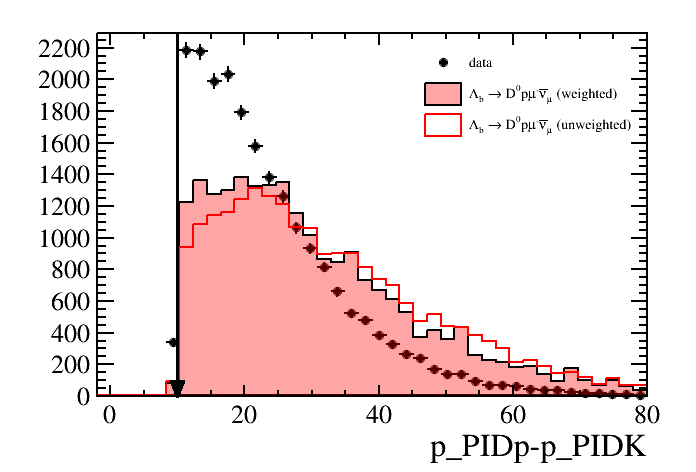 2200
2000
1800
1600
1400
1200
1000
800
600
400
200
0
data
Λb → D⁰pμ⁻ν̄μ (weighted)
Λb → D⁰pμ⁻ν̄μ (unweighted)
0 20 40 60 80
p_PIDp-p_PIDK